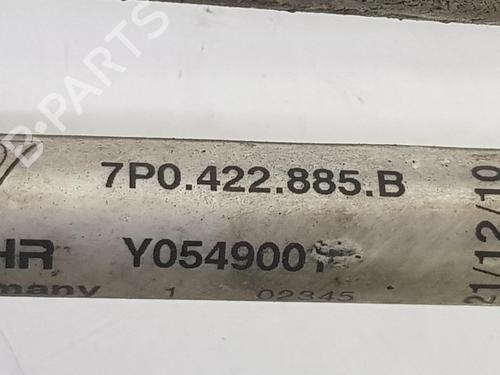 B-PARTS
7P0.422.885.B
HR Y0549001
many 1 02345
21/12/10